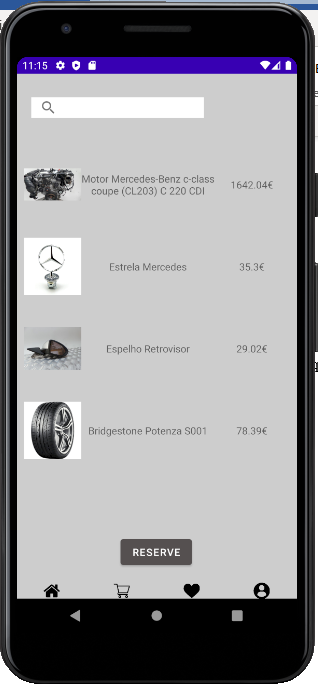 11:15
Motor Mercedes-Benz c-class
coupe (CL203) C 220 CDI
1642.04€
Estrela Mercedes
35.3€
Espelho Retrovisor
29.02€
Bridgestone Potenza S001
78.39€
RESERVE